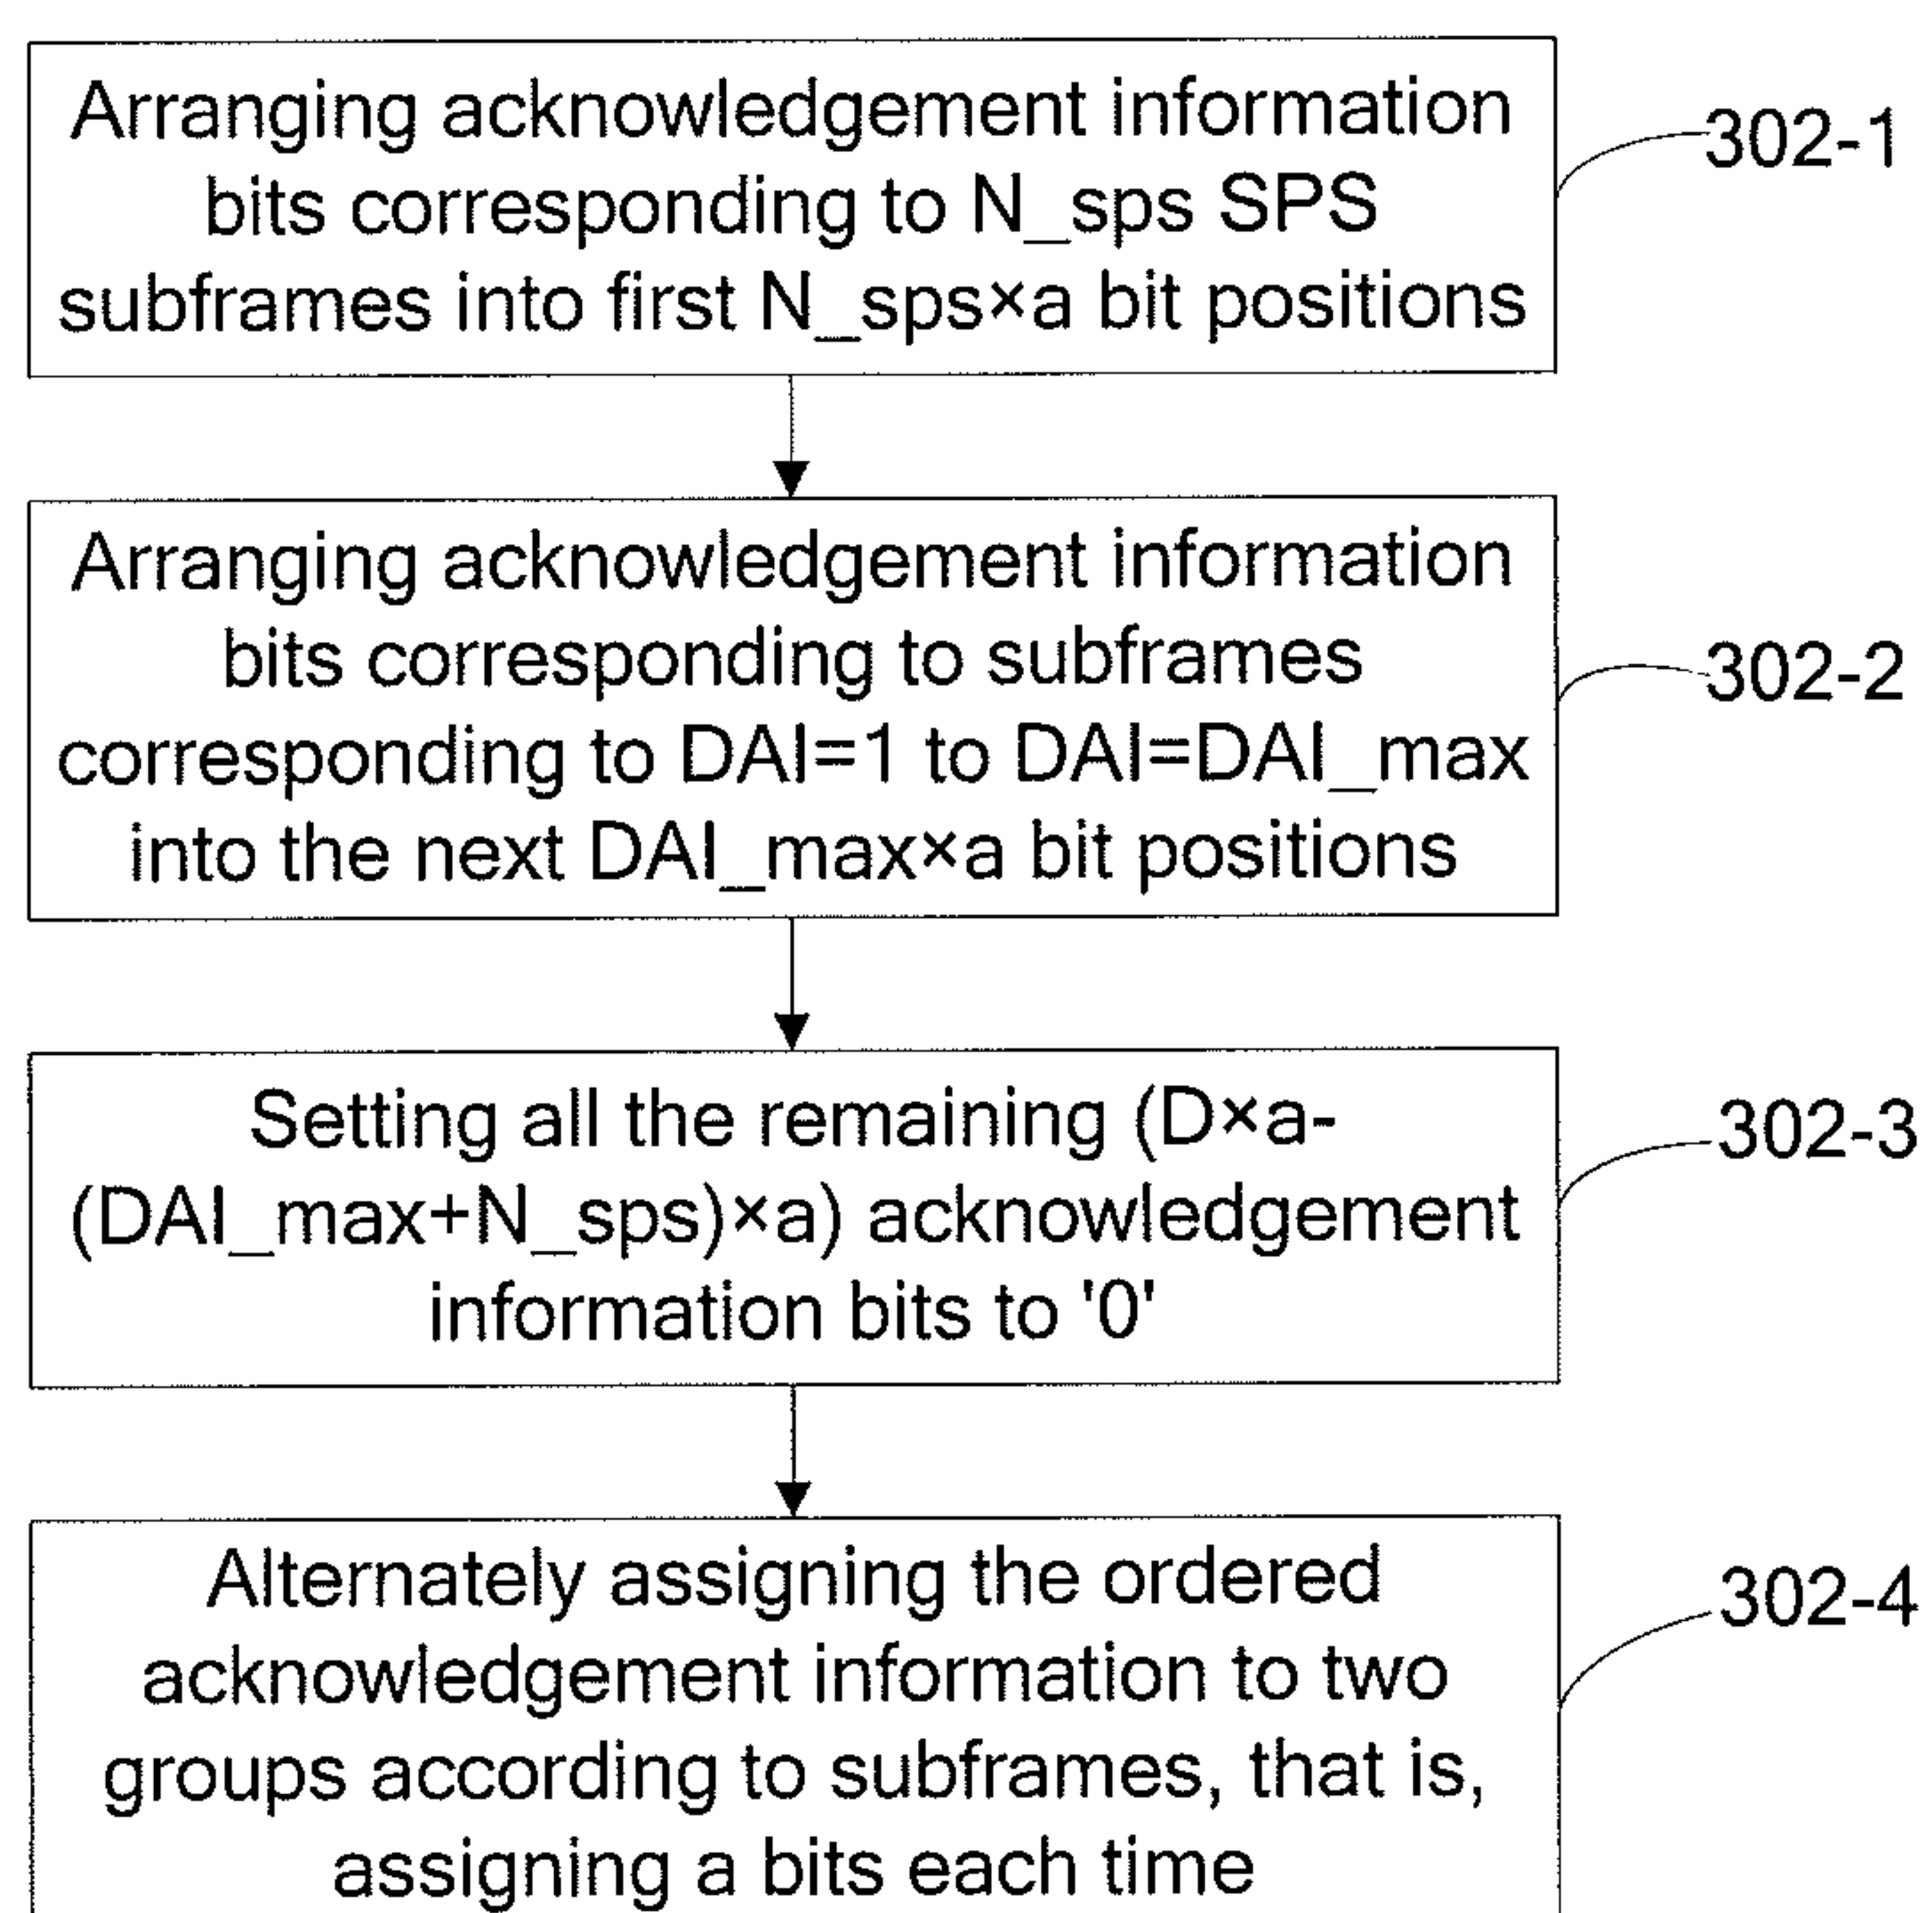 Arranging acknowledgement information
bits corresponding to N_sps SPS
subframes into first N_sps×a bit positions
302-1
Arranging acknowledgement information
bits corresponding to subframes
corresponding to DAI=1 to DAI=DAI_max
into the next DAI_max×a bit positions
302-2
Setting all the remaining (D×a-
(DAI_max+N_sps)×a) acknowledgement
information bits to '0'
302-3
Alternately assigning the ordered
acknowledgement information to two
groups according to subframes, that is,
assigning a bits each time
302-4